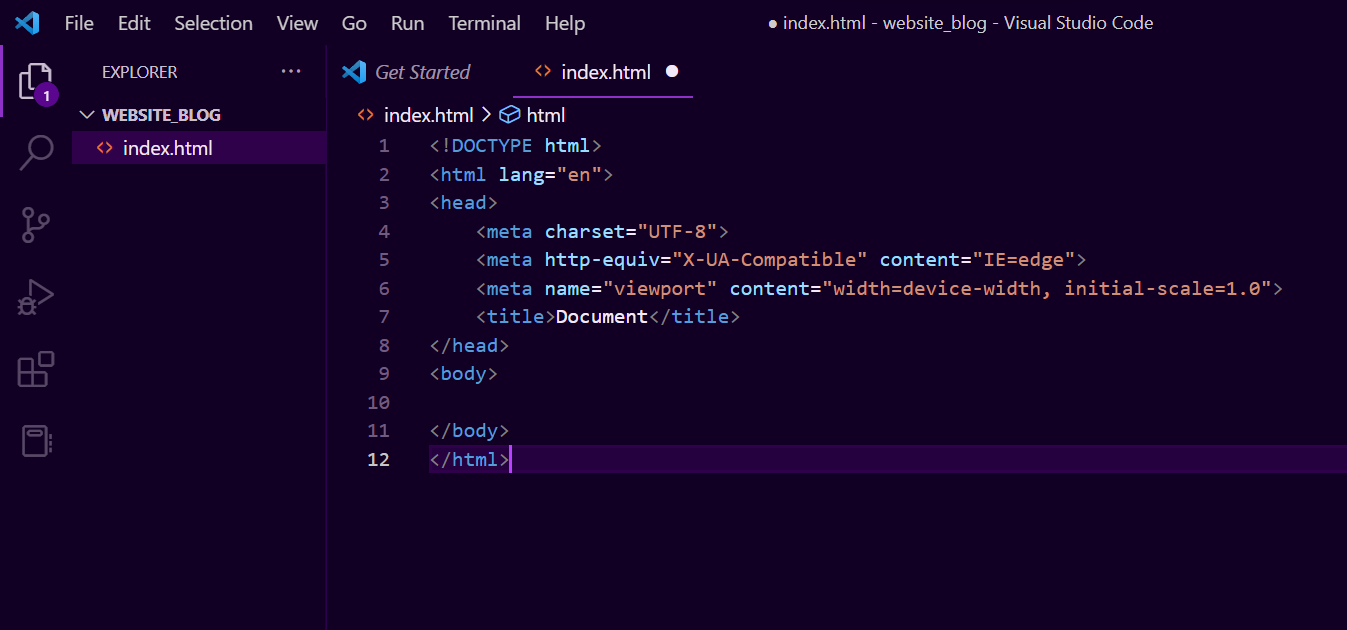 File Edit Selection View Go Run Terminal Help
● index.html - website_blog - Visual Studio Code
EXPLORER ···
Get Started
index.html ●
1
WEBSITE_BLOG
index.html
index.html > html
1 <!DOCTYPE html>
2 <html lang="en">
3 <head>
4     <meta charset="UTF-8">
5     <meta http-equiv="X-UA-Compatible" content="IE=edge">
6     <meta name="viewport" content="width=device-width, initial-scale=1.0">
7     <title>Document</title>
8 </head>
9 <body>
10
11 </body>
12 </html>